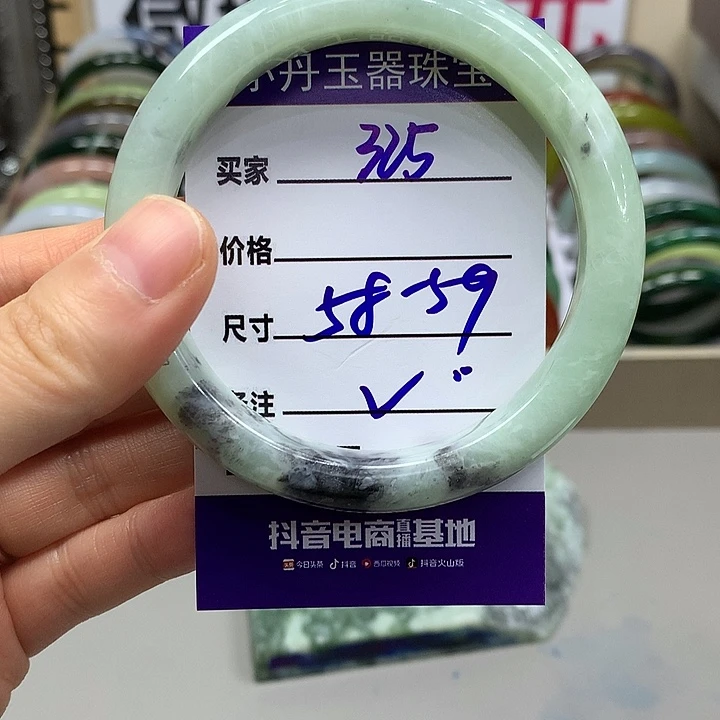 丹玉器珠宝
买家 325
价格
尺寸 58-59
备注 ✓
抖音电商直播基地
今日头条 抖音 西瓜视频 抖音火山版